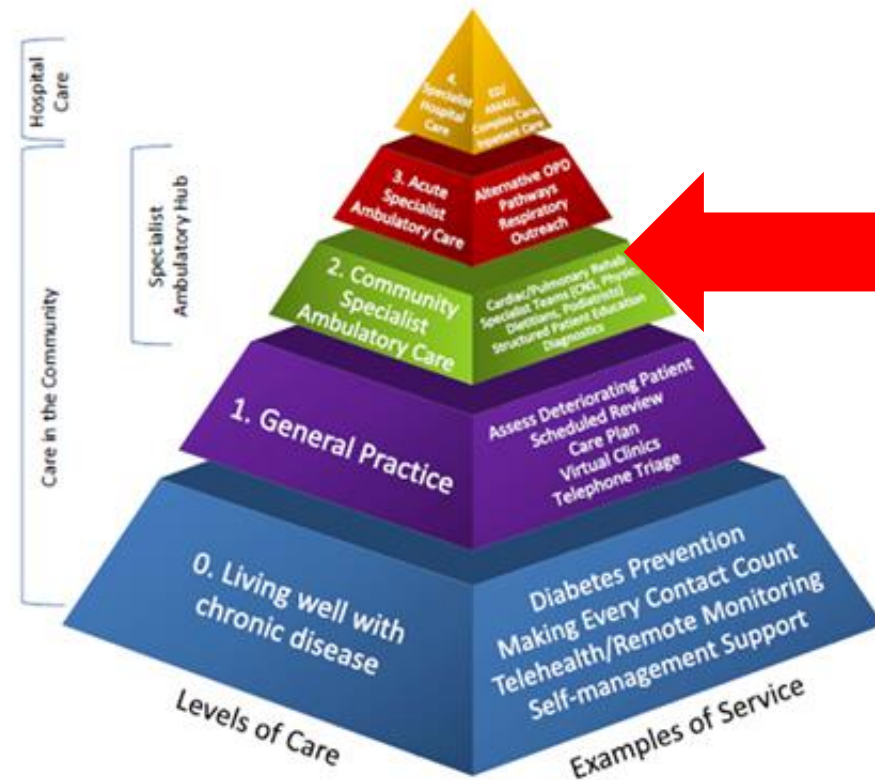 Hospital
Care
Specialist
Ambulatory Hub
Care in the Community
4.
Specialist
Hospital
Care
ED/
AMALL
Complex Care,
Inpatient Care
3. Acute
Specialist
Ambulatory Care
Alternative OPD
Pathways
Respiratory
Outreach
2. Community
Specialist
Ambulatory Care
Cardiac/Pulmonary Rehab
Specialist Teams (CNS, Physio
Dietitians, Podiatrists)
Structured Patient Education
Diagnostics
1. General Practice
Assess Deteriorating Patient
Scheduled Review
Care Plan
Virtual Clinics
Telephone Triage
0. Living well with
chronic disease
Diabetes Prevention
Making Every Contact Count
Telehealth/Remote Monitoring
Self-management Support
Levels of Care
Examples of Service